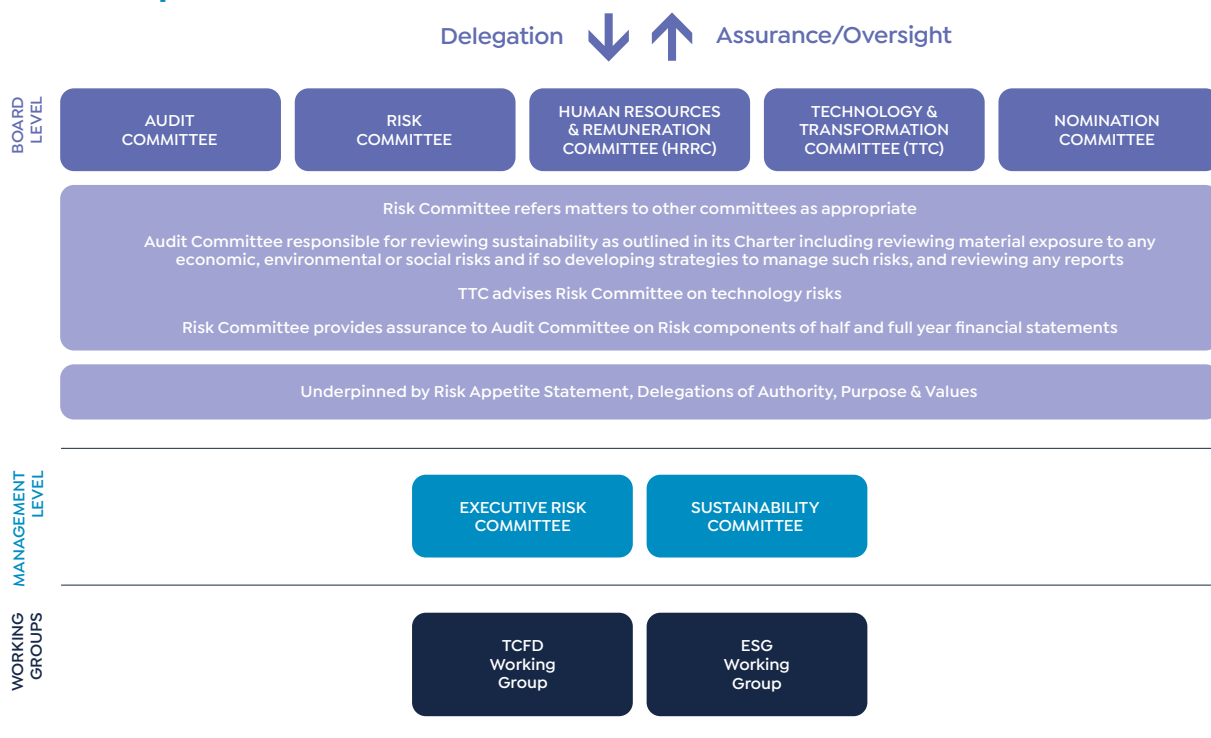 Delegation
Assurance/Oversight
BOARD
LEVEL
AUDIT
COMMITTEE
RISK
COMMITTEE
HUMAN RESOURCES
& REMUNERATION
COMMITTEE (HRRC)
TECHNOLOGY &
TRANSFORMATION
COMMITTEE (TTC)
NOMINATION
COMMITTEE
Risk Committee refers matters to other committees as appropriate
Audit Committee responsible for reviewing sustainability as outlined in its Charter including reviewing material exposure to any
economic, environmental or social risks and if so developing strategies to manage such risks, and reviewing any reports
TTC advises Risk Committee on technology risks
Risk Committee provides assurance to Audit Committee on Risk components of half and full year financial statements
Underpinned by Risk Appetite Statement, Delegations of Authority, Purpose & Values
MANAGEMENT
LEVEL
EXECUTIVE RISK
COMMITTEE
SUSTAINABILITY
COMMITTEE
WORKING
GROUPS
TCFD
Working
Group
ESG
Working
Group